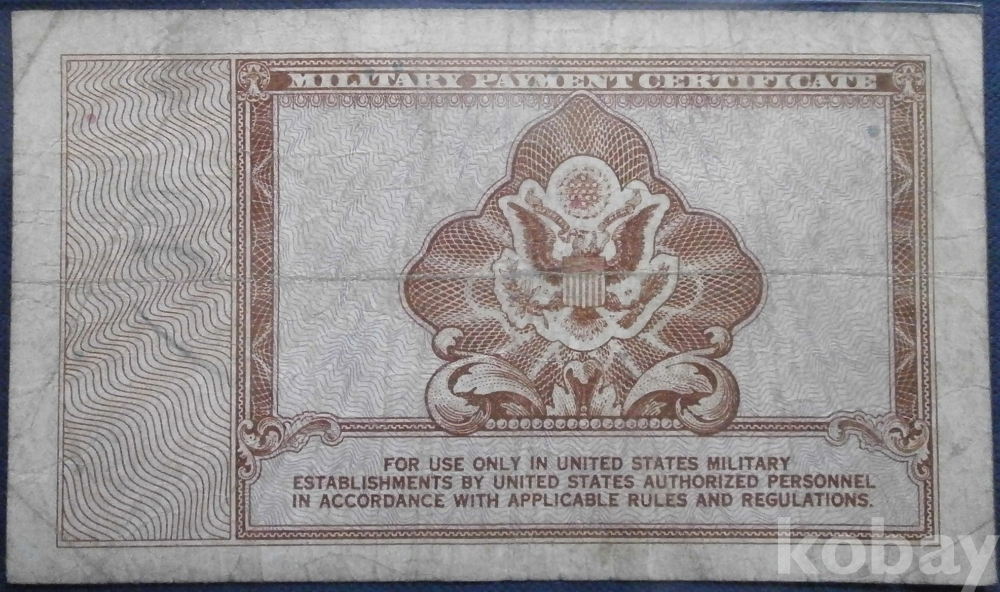 MILITARY PAYMENT CERTIFICATE
FOR USE ONLY IN UNITED STATES MILITARY
ESTABLISHMENTS BY UNITED STATES AUTHORIZED PERSONNEL
IN ACCORDANCE WITH APPLICABLE RULES AND REGULATIONS.
kobay